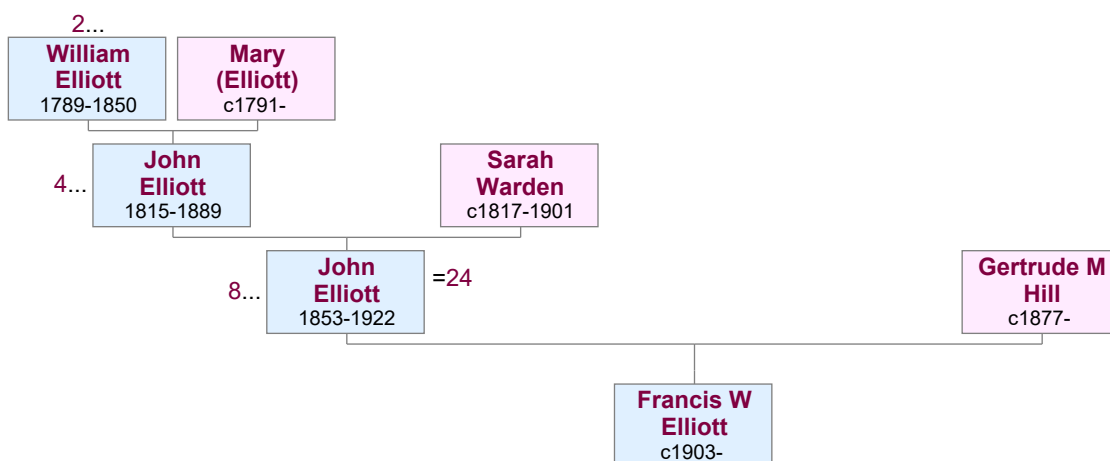 2...
William
Elliott
1789-1850
Mary
(Elliott)
c1791-
4...
John
Elliott
1815-1889
Sarah
Warden
c1817-1901
8...
John
Elliott
1853-1922
=24
Gertrude M
Hill
c1877-
Francis W
Elliott
c1903-